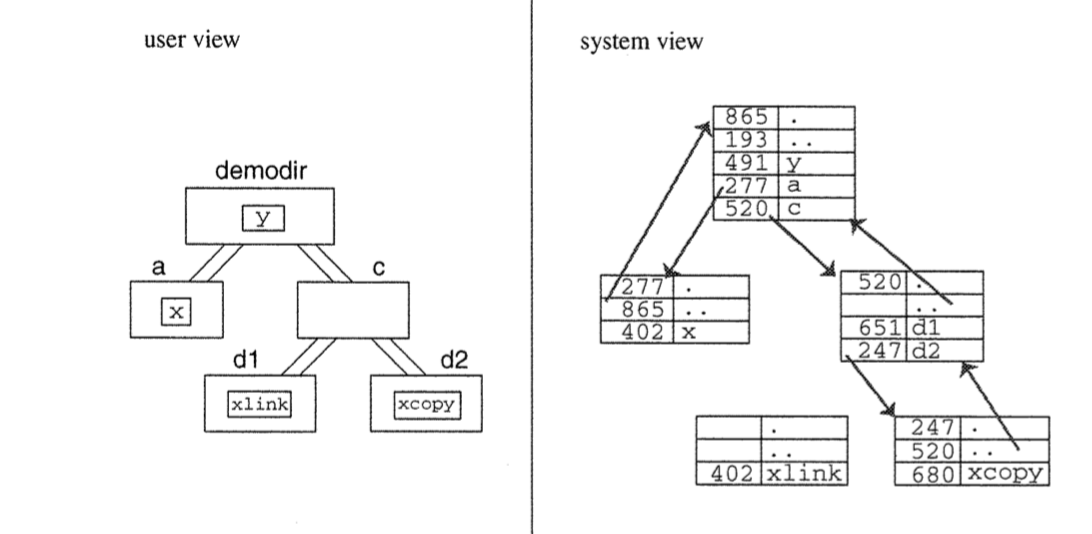 user view
demodir
y
a
c
x
d1
d2
xlink
xcopy
system view
865 .
193 ..
491 y
277 a
520 c
277 .
865 ..
402 x
520 .
..
651 d1
247 d2
.
..
402 xlink
247 .
520 ..
680 xcopy